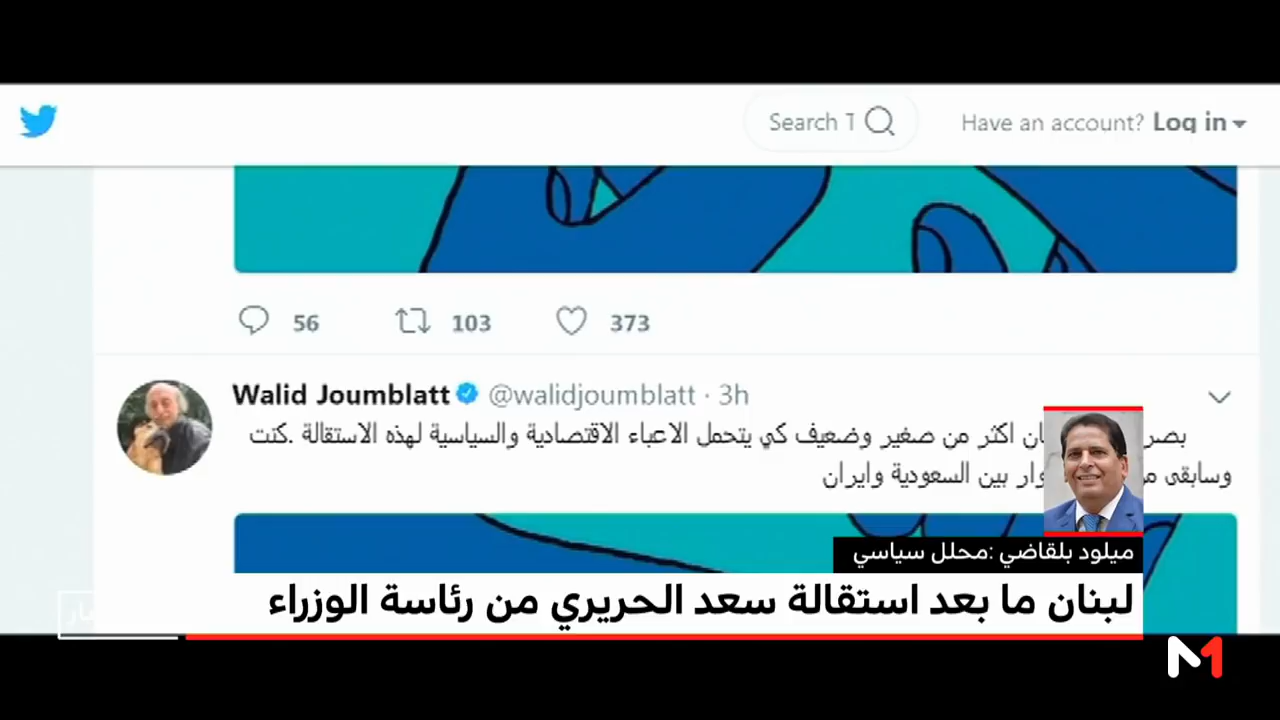 Search T
Have an account? Log in
56
103
373
Walid Joumblatt @walidjoumblatt · 3h
اكثر من صغير وضعيف كي يتحمل الاعباء الاقتصادية والسياسية لهذه الاستقالة .كنت
وسابقى بين السعودية وايران
ميلود بلقاضي :محلل سياسي
لبنان ما بعد استقالة سعد الحريري من رئاسة الوزراء
M1